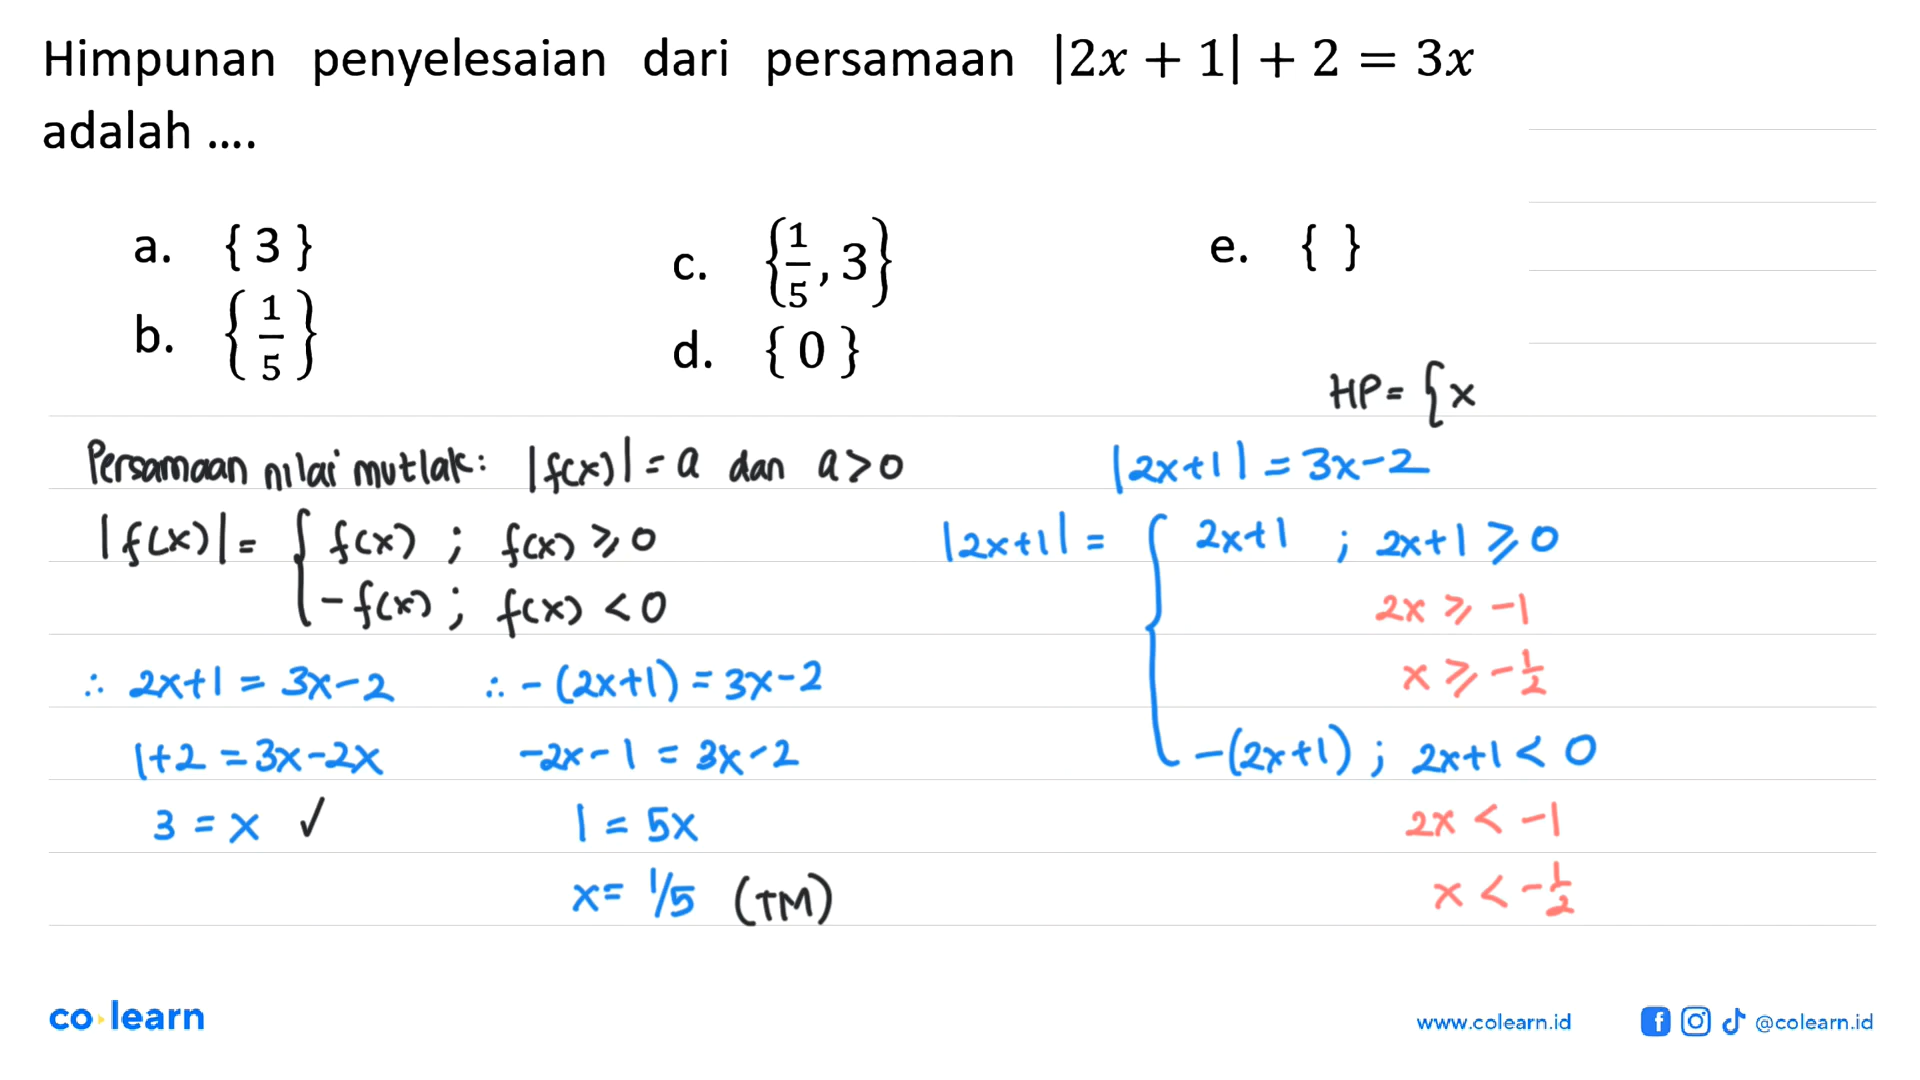 Himpunan penyelesaian dari persamaan |2x + 1| + 2 = 3x
adalah ....
a. { 3 }
b. {1/5}
c. {1/5, 3}
d. { 0 }
e. { }
HP = {x
Persamaan nilai mutlak: |f(x)| = a dan a > 0
|f(x)| = { f(x) ; f(x) ≥ 0
-f(x) ; f(x) < 0
|2x+1| = 3x-2
|2x+1| = { 2x+1 ; 2x+1 ≥ 0
2x ≥ -1
x ≥ -1/2
-(2x+1) ; 2x+1 < 0
2x < -1
x < -1/2
∴ 2x+1 = 3x-2
1+2 = 3x-2x
3 = x ✓
∴ -(2x+1) = 3x-2
-2x-1 = 3x-2
1 = 5x
x = 1/5 (TM)
co learn
www.colearn.id
@colearn.id